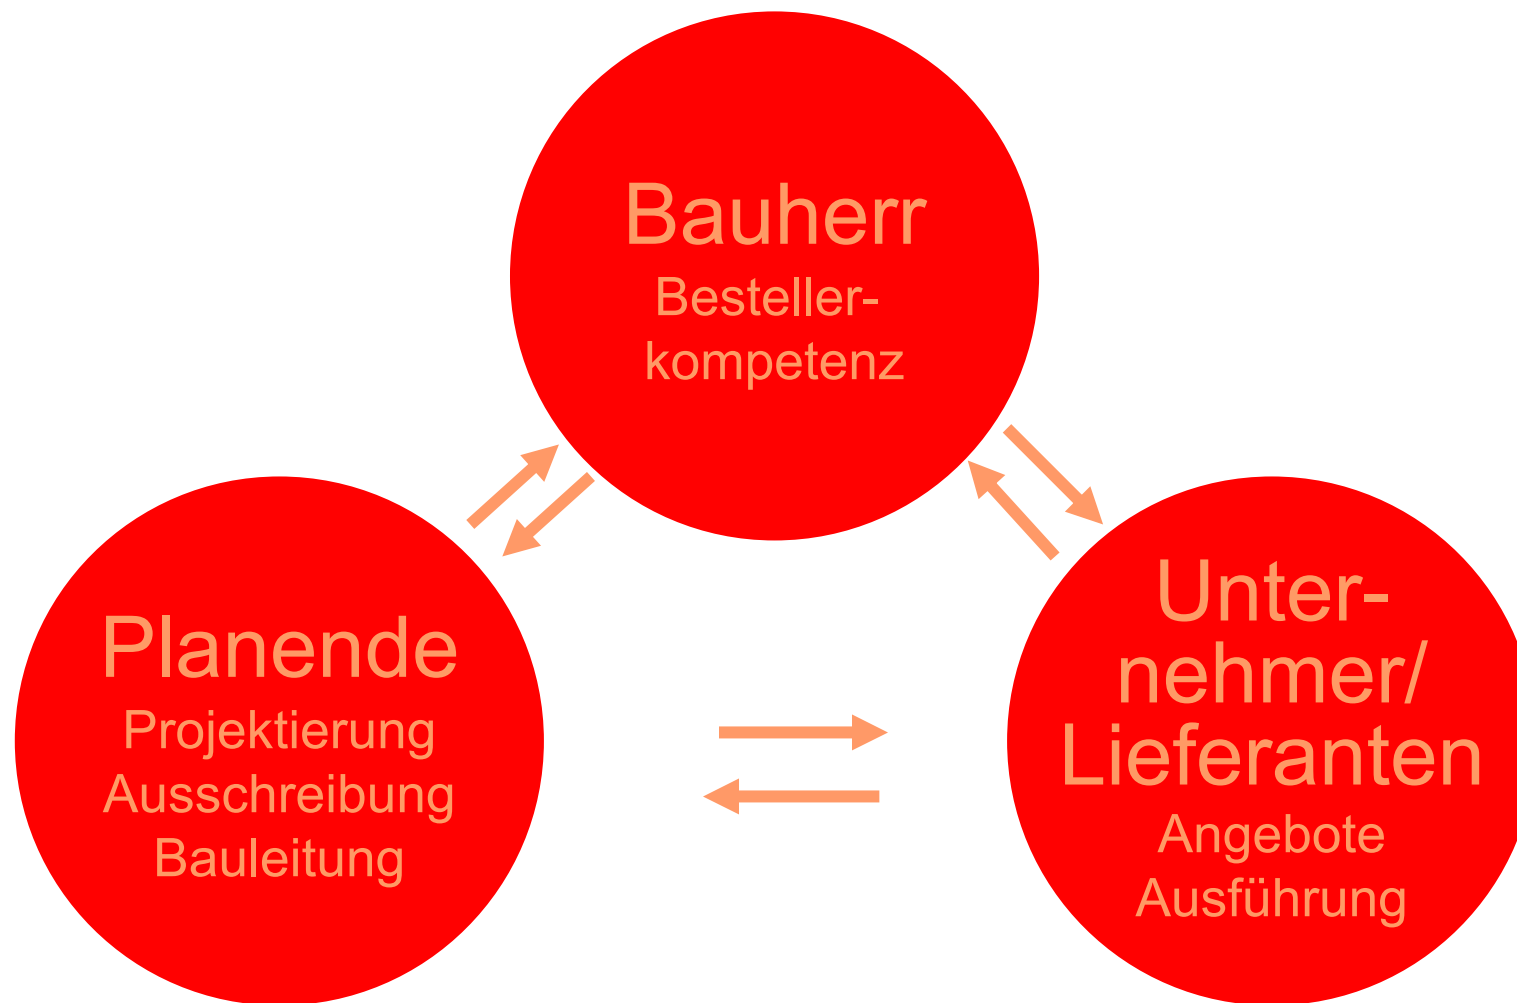 Bauherr
Besteller-
kompetenz
Planende
Projektierung
Ausschreibung
Bauleitung
Unter-
nehmer/
Lieferanten
Angebote
Ausführung